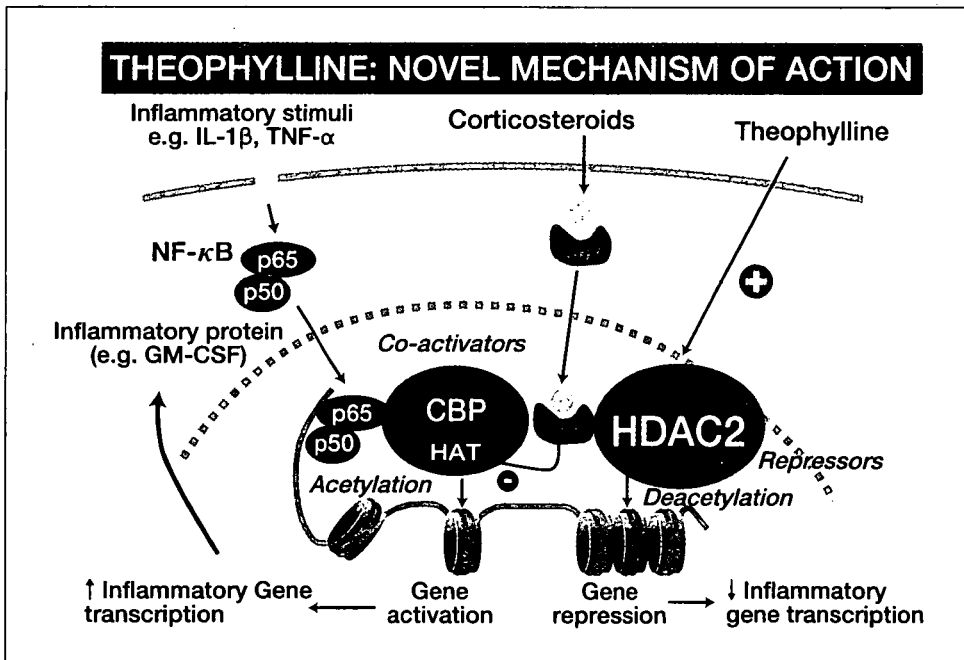 THEOPHYLLINE: NOVEL MECHANISM OF ACTION
Inflammatory stimuli
e.g. IL-1β, TNF-α
Corticosteroids
Theophylline
NF-κB
p65
p50
+
Inflammatory protein
(e.g. GM-CSF)
Co-activators
p65
p50
CBP
HAT
HDAC2
Repressors
Acetylation
-
Deacetylation
↑ Inflammatory Gene
transcription
Gene
activation
Gene
repression
↓ Inflammatory
gene transcription